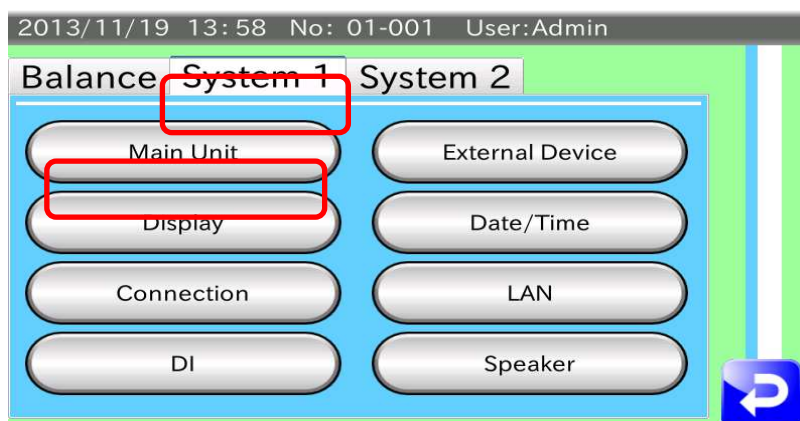 2013/11/19 13:58 No: 01-001 User:Admin
Balance System 1 System 2
Main Unit External Device
Display Date/Time
Connection LAN
DI Speaker